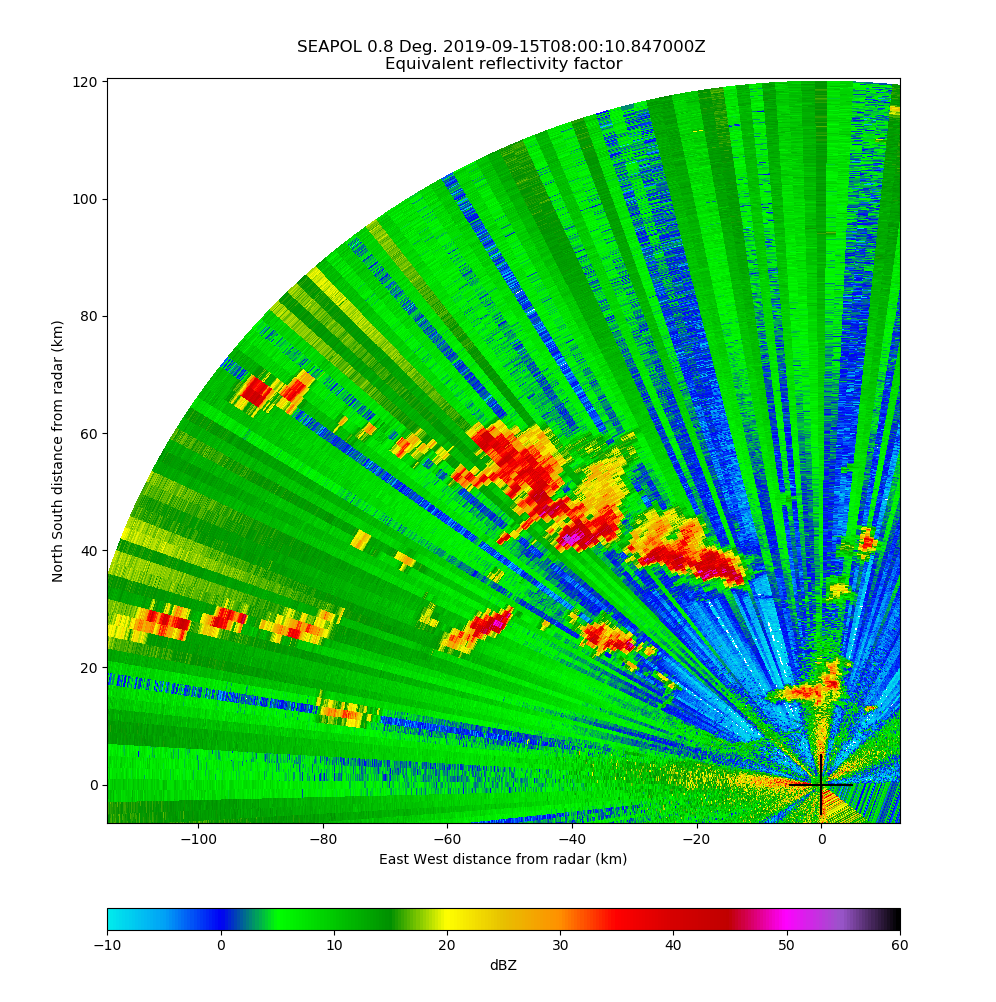 SEAPOL 0.8 Deg. 2019-09-15T08:00:10.847000Z
Equivalent reflectivity factor
120
100
80
60
40
20
0
North South distance from radar (km)
−100 −80 −60 −40 −20 0
East West distance from radar (km)
−10 0 10 20 30 40 50 60
dBZ